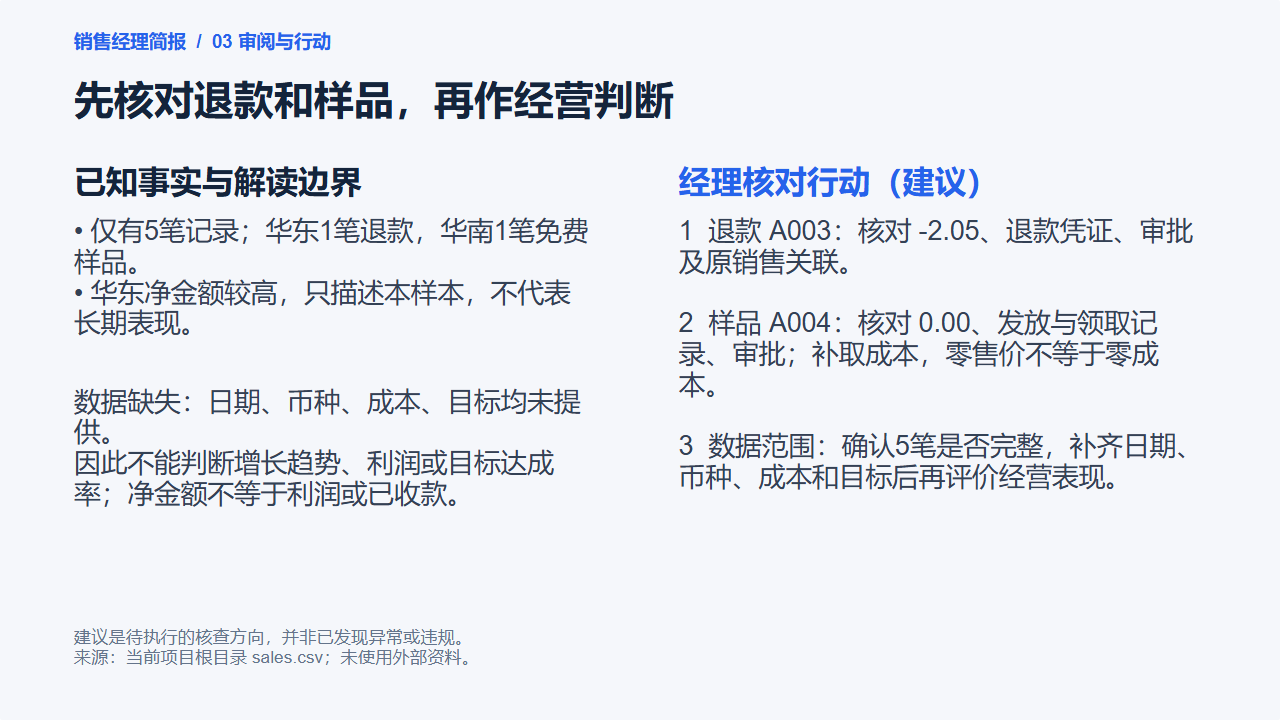 销售经理简报 / 03 审阅与行动
先核对退款和样品，再作经营判断
已知事实与解读边界
• 仅有5笔记录；华东1笔退款，华南1笔免费
样品。
• 华东净金额较高，只描述本样本，不代表
长期表现。
数据缺失：日期、币种、成本、目标均未提
供。
因此不能判断增长趋势、利润或目标达成
率；净金额不等于利润或已收款。
经理核对行动（建议）
1 退款 A003：核对 -2.05、退款凭证、审批
及原销售关联。
2 样品 A004：核对 0.00、发放与领取记
录、审批；补取成本，零售价不等于零成
本。
3 数据范围：确认5笔是否完整，补齐日期、
币种、成本和目标后再评价经营表现。
建议是待执行的核查方向，并非已发现异常或违规。
来源：当前项目根目录 sales.csv；未使用外部资料。